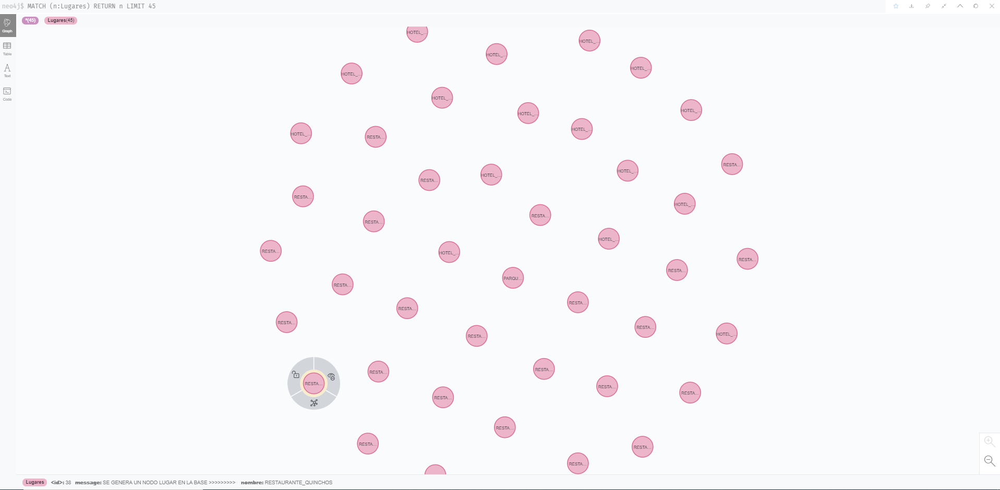 neo4j$ MATCH (n:Lugares) RETURN n LIMIT 45
*(45) Lugares(45)
Graph
Table
Text
Code
HOTEL_...
HOTEL_...
HOTEL_...
HOTEL_...
HOTEL_...
HOTEL_...
HOTEL_...
HOTEL_...
HOTEL_...
HOTEL_...
RESTA...
RESTA...
HOTEL_...
HOTEL_...
RESTA...
RESTA...
HOTEL_...
RESTA...
RESTA...
HOTEL_...
RESTA...
HOTEL_...
RESTA...
RESTA...
PARQU...
RESTA...
RESTA...
RESTA...
RESTA...
RESTA...
HOTEL_...
RESTA...
RESTA...
RESTA...
RESTA...
RESTA...
RESTA...
RESTA...
RESTA...
RESTA...
RESTA...
RESTA...
Lugares <id>: 38 message: SE GENERA UN NODO LUGAR EN LA BASE >>>>>>>>> nombre: RESTAURANTE_QUINCHOS